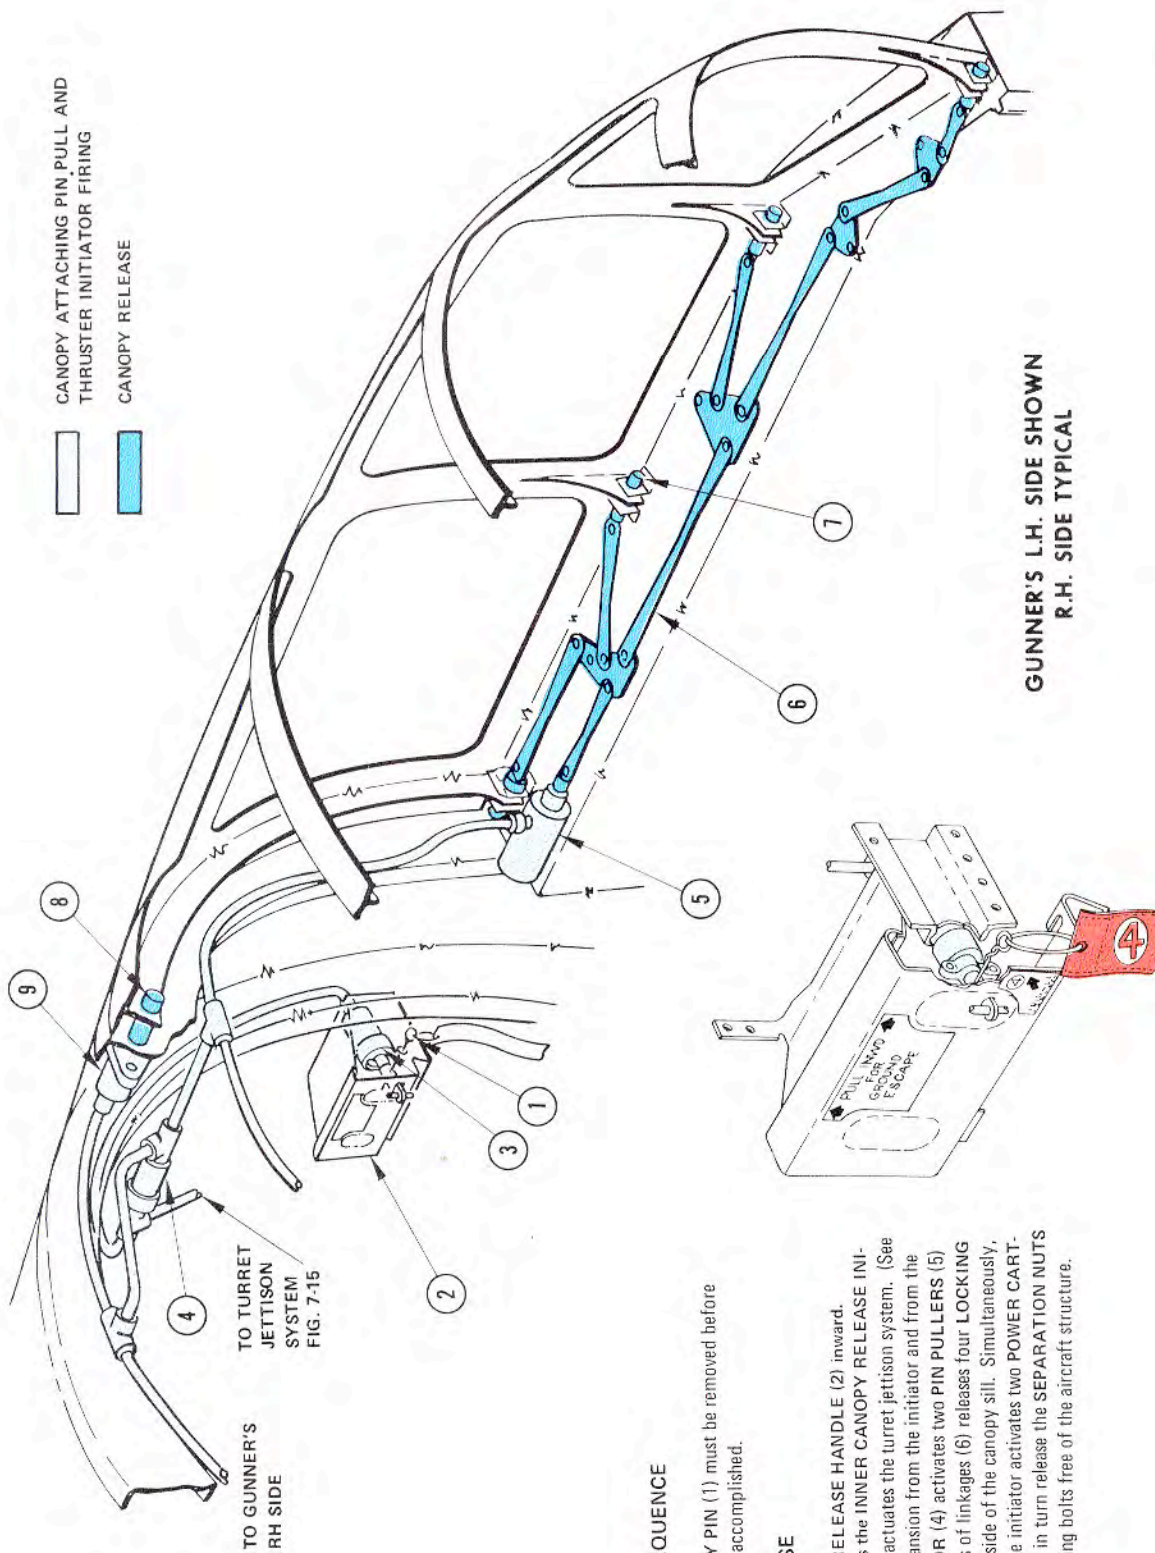 CANOPY ATTACHING PIN PULL AND
THRUSTER INITIATOR FIRING
CANOPY RELEASE
9
8
7
6
5
4
3
2
1
TO TURRET
JETTISON
SYSTEM
FIG. 7-15
TO GUNNER'S
RH SIDE
GUNNER'S L.H. SIDE SHOWN
R.H. SIDE TYPICAL
PULL INWD
FOR
GROUND
ESCAPE
4
4
QUENCE
Y PIN (1) must be removed before
accomplished.
SE
ELEASE HANDLE (2) inward.
s the INNER CANOPY RELEASE INI-
actuates the turret jettison system. (See
ansion from the initiator and from the
OR (4) activates two PIN PULLERS (5)
s of linkages (6) releases four LOCKING
side of the canopy sill. Simultaneously,
e initiator activates two POWER CART-
in turn release the SEPARATION NUTS
ng bolts free of the aircraft structure.